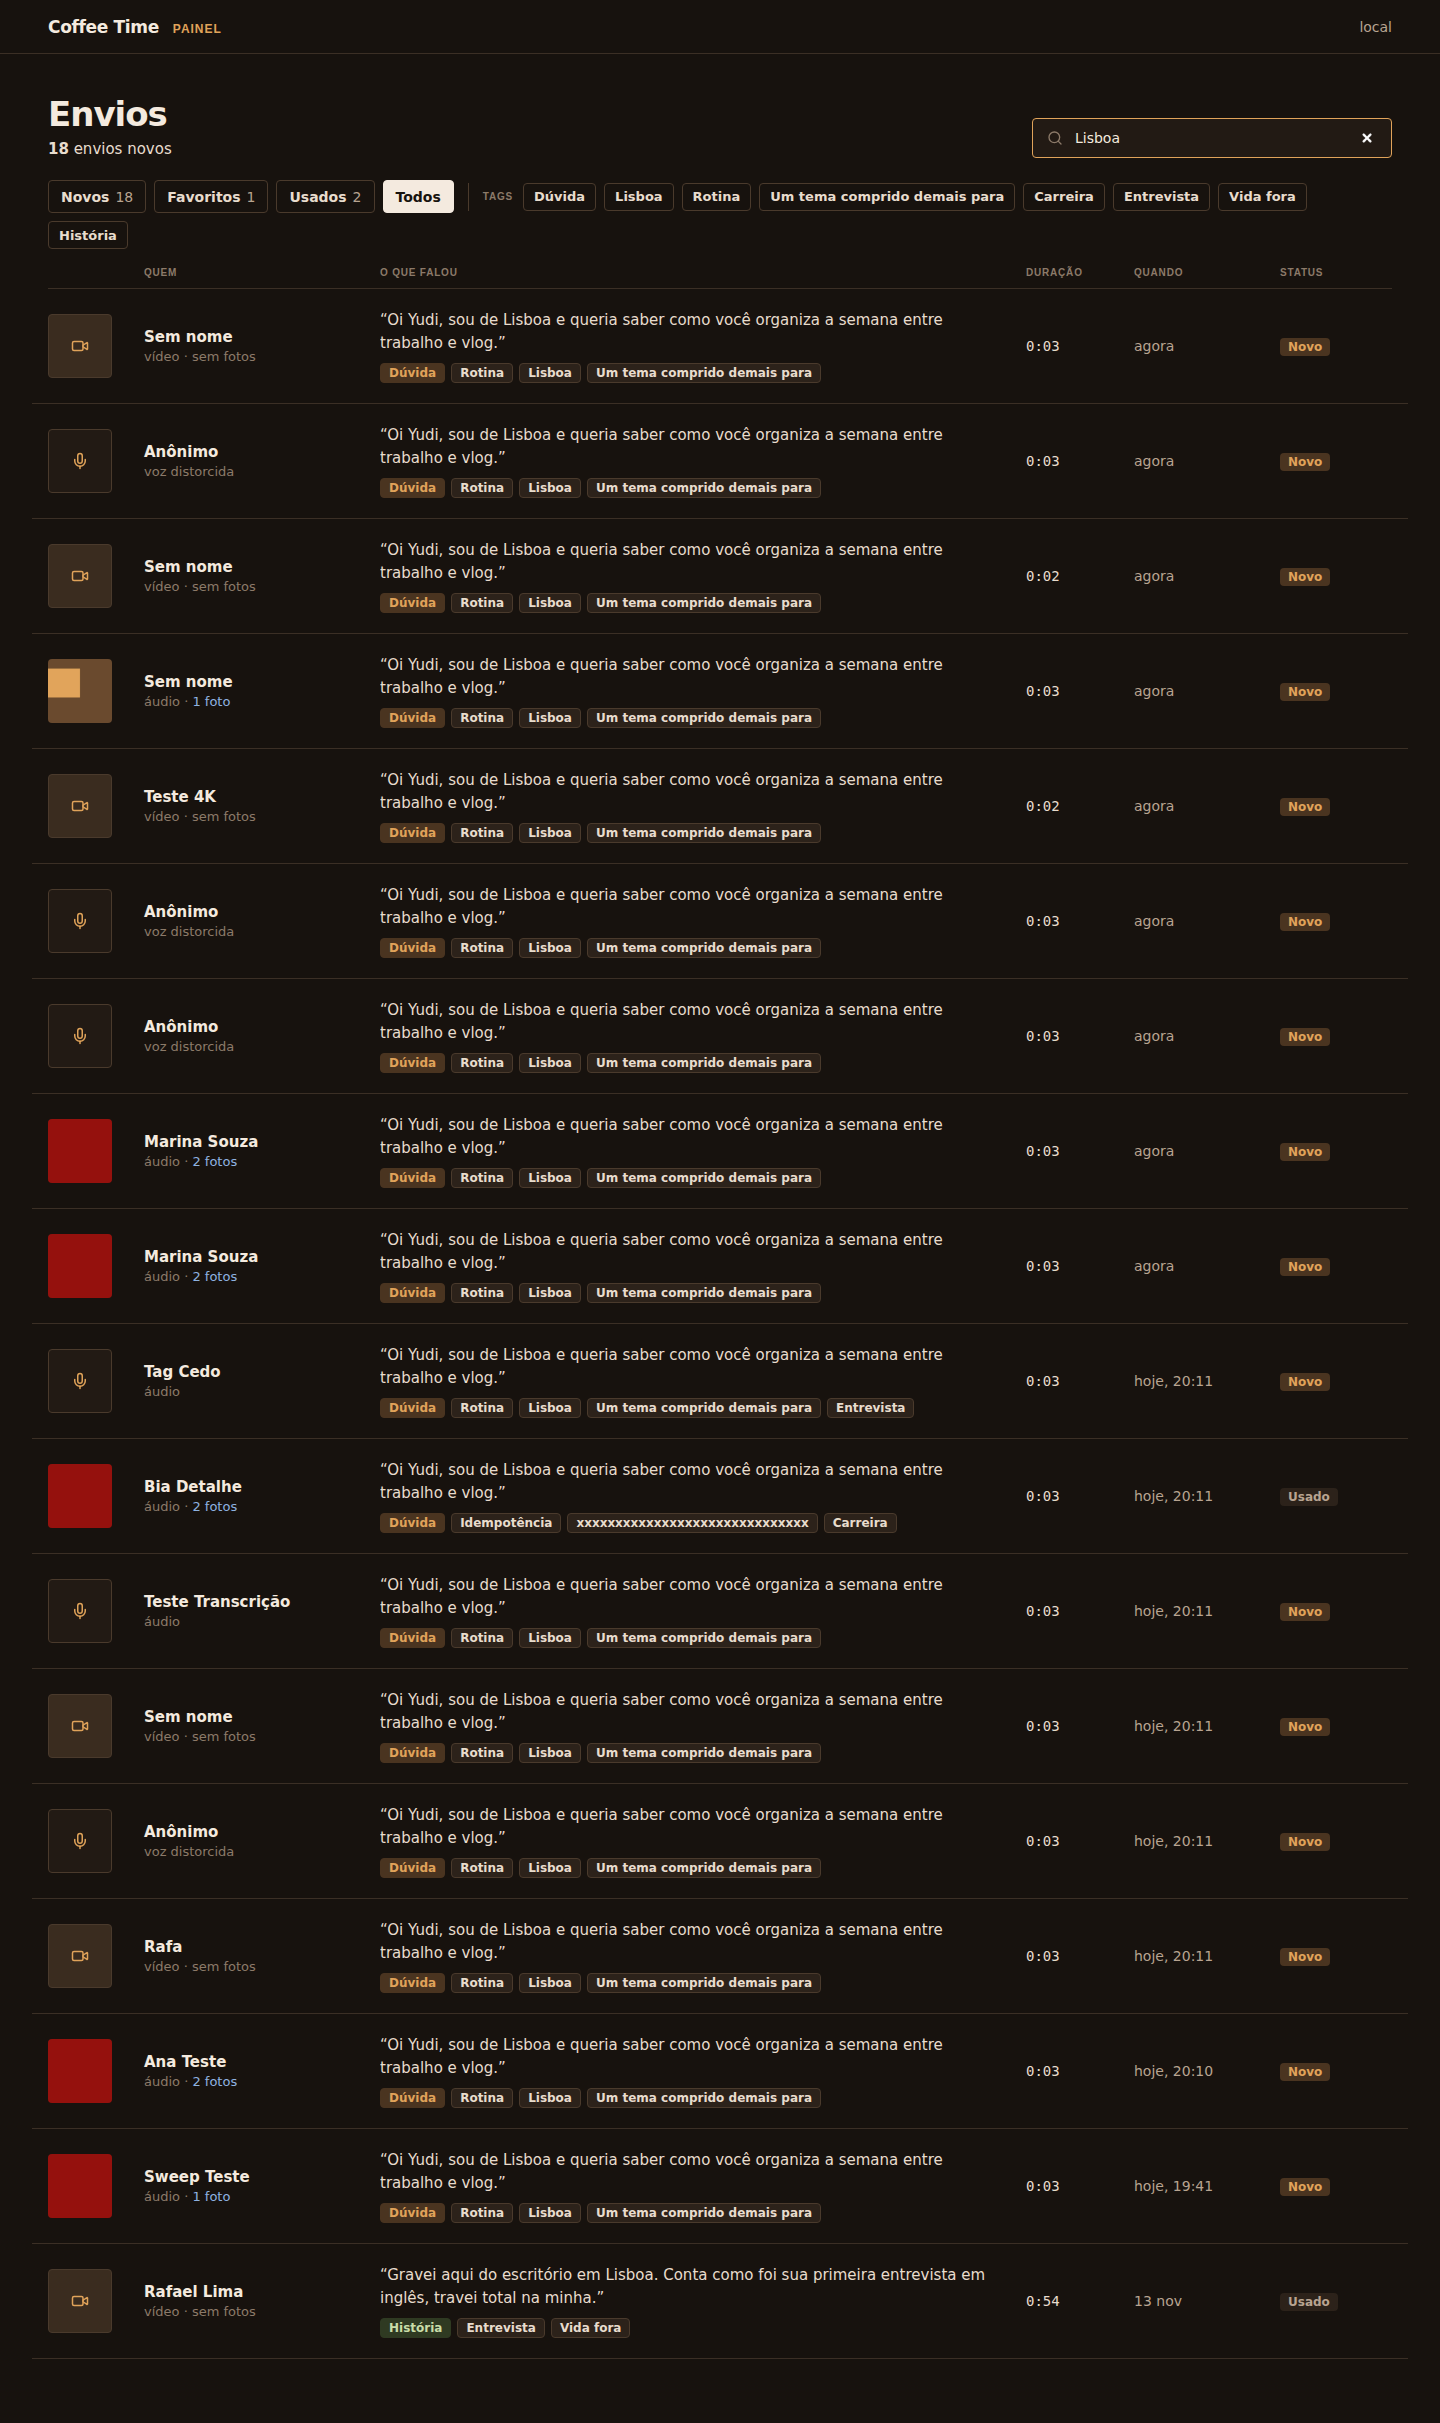 Coffee Time PAINEL local
Envios
18 envios novos
Lisboa ×
Novos 18 Favoritos 1 Usados 2 Todos TAGS Dúvida Lisboa Rotina Um tema comprido demais para Carreira Entrevista Vida fora
História
QUEM O QUE FALOU DURAÇÃO QUANDO STATUS
“Oi Yudi, sou de Lisboa e queria saber como você organiza a semana entre
Sem nome
trabalho e vlog.” 0:03 agora Novo
vídeo · sem fotos
Dúvida Rotina Lisboa Um tema comprido demais para
“Oi Yudi, sou de Lisboa e queria saber como você organiza a semana entre
Anônimo
trabalho e vlog.” 0:03 agora Novo
voz distorcida
Dúvida Rotina Lisboa Um tema comprido demais para
“Oi Yudi, sou de Lisboa e queria saber como você organiza a semana entre
Sem nome
trabalho e vlog.” 0:02 agora Novo
vídeo · sem fotos
Dúvida Rotina Lisboa Um tema comprido demais para
“Oi Yudi, sou de Lisboa e queria saber como você organiza a semana entre
Sem nome
trabalho e vlog.” 0:03 agora Novo
áudio · 1 foto
Dúvida Rotina Lisboa Um tema comprido demais para
“Oi Yudi, sou de Lisboa e queria saber como você organiza a semana entre
Teste 4K
trabalho e vlog.” 0:02 agora Novo
vídeo · sem fotos
Dúvida Rotina Lisboa Um tema comprido demais para
“Oi Yudi, sou de Lisboa e queria saber como você organiza a semana entre
Anônimo
trabalho e vlog.” 0:03 agora Novo
voz distorcida
Dúvida Rotina Lisboa Um tema comprido demais para
“Oi Yudi, sou de Lisboa e queria saber como você organiza a semana entre
Anônimo
trabalho e vlog.” 0:03 agora Novo
voz distorcida
Dúvida Rotina Lisboa Um tema comprido demais para
“Oi Yudi, sou de Lisboa e queria saber como você organiza a semana entre
Marina Souza
trabalho e vlog.” 0:03 agora Novo
áudio · 2 fotos
Dúvida Rotina Lisboa Um tema comprido demais para
“Oi Yudi, sou de Lisboa e queria saber como você organiza a semana entre
Marina Souza
trabalho e vlog.” 0:03 agora Novo
áudio · 2 fotos
Dúvida Rotina Lisboa Um tema comprido demais para
“Oi Yudi, sou de Lisboa e queria saber como você organiza a semana entre
Tag Cedo
trabalho e vlog.” 0:03 hoje, 20:11 Novo
áudio
Dúvida Rotina Lisboa Um tema comprido demais para Entrevista
“Oi Yudi, sou de Lisboa e queria saber como você organiza a semana entre
Bia Detalhe
trabalho e vlog.” 0:03 hoje, 20:11 Usado
áudio · 2 fotos
Dúvida Idempotência xxxxxxxxxxxxxxxxxxxxxxxxxxxxxx Carreira
“Oi Yudi, sou de Lisboa e queria saber como você organiza a semana entre
Teste Transcrição
trabalho e vlog.” 0:03 hoje, 20:11 Novo
áudio
Dúvida Rotina Lisboa Um tema comprido demais para
“Oi Yudi, sou de Lisboa e queria saber como você organiza a semana entre
Sem nome
trabalho e vlog.” 0:03 hoje, 20:11 Novo
vídeo · sem fotos
Dúvida Rotina Lisboa Um tema comprido demais para
“Oi Yudi, sou de Lisboa e queria saber como você organiza a semana entre
Anônimo
trabalho e vlog.” 0:03 hoje, 20:11 Novo
voz distorcida
Dúvida Rotina Lisboa Um tema comprido demais para
“Oi Yudi, sou de Lisboa e queria saber como você organiza a semana entre
Rafa
trabalho e vlog.” 0:03 hoje, 20:11 Novo
vídeo · sem fotos
Dúvida Rotina Lisboa Um tema comprido demais para
“Oi Yudi, sou de Lisboa e queria saber como você organiza a semana entre
Ana Teste
trabalho e vlog.” 0:03 hoje, 20:10 Novo
áudio · 2 fotos
Dúvida Rotina Lisboa Um tema comprido demais para
“Oi Yudi, sou de Lisboa e queria saber como você organiza a semana entre
Sweep Teste
trabalho e vlog.” 0:03 hoje, 19:41 Novo
áudio · 1 foto
Dúvida Rotina Lisboa Um tema comprido demais para
“Gravei aqui do escritório em Lisboa. Conta como foi sua primeira entrevista em
Rafael Lima
inglês, travei total na minha.” 0:54 13 nov Usado
vídeo · sem fotos
História Entrevista Vida fora